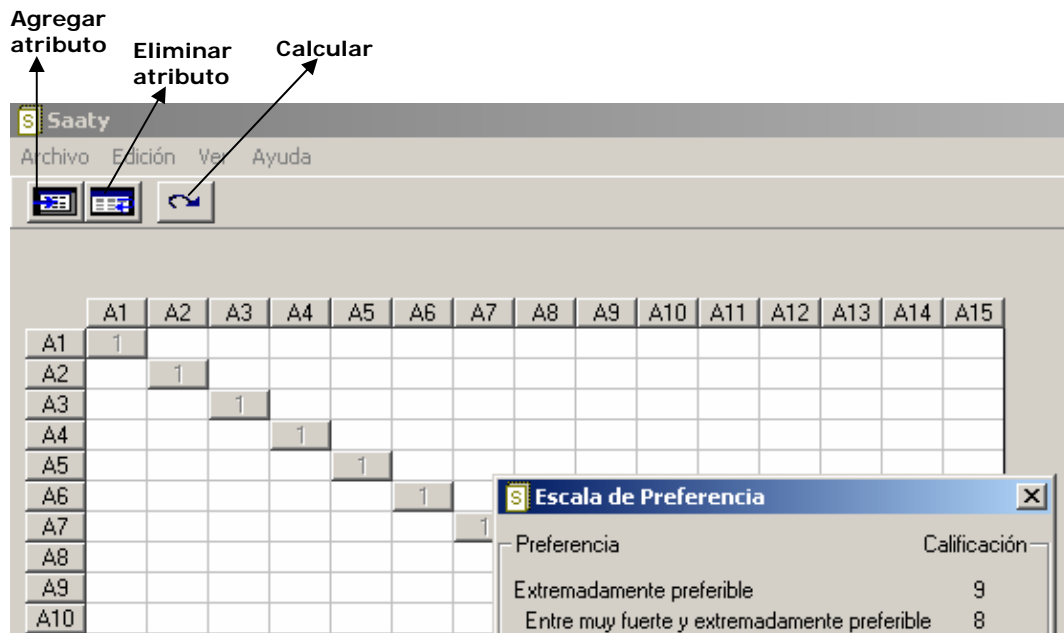 Agregar
atributo
Eliminar
atributo
Calcular
Saaty
Archivo Edición Ver Ayuda
A1 A2 A3 A4 A5 A6 A7 A8 A9 A10 A11 A12 A13 A14 A15
A1 1
A2 1
A3 1
A4 1
A5 1
A6 1
A7 1
A8
A9
A10
Escala de Preferencia
Preferencia Calificación
Extremadamente preferible 9
Entre muy fuerte y extremadamente preferible 8